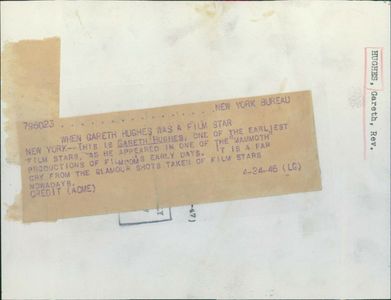 HUGHES, Gareth, Rev.
796023 . . . . . . . . . . . . . . . . . . . . . . NEW YORK BUREAU
WHEN GARETH HUGHES WAS A FILM STAR
NEW YORK--THIS IS GARETH HUGHES, ONE OF THE EARLIEST
FILM STARS, AS HE APPEARED IN ONE OF THE "MAMMOTH"
PRODUCTIONS OF FILMDOM'S EARLY DAYS. IT IS A FAR
CRY FROM THE GLAMOUR SHOTS TAKEN OF FILM STARS
NOWADAYS.
CREDIT (ACME) 4-24-46 (LG)